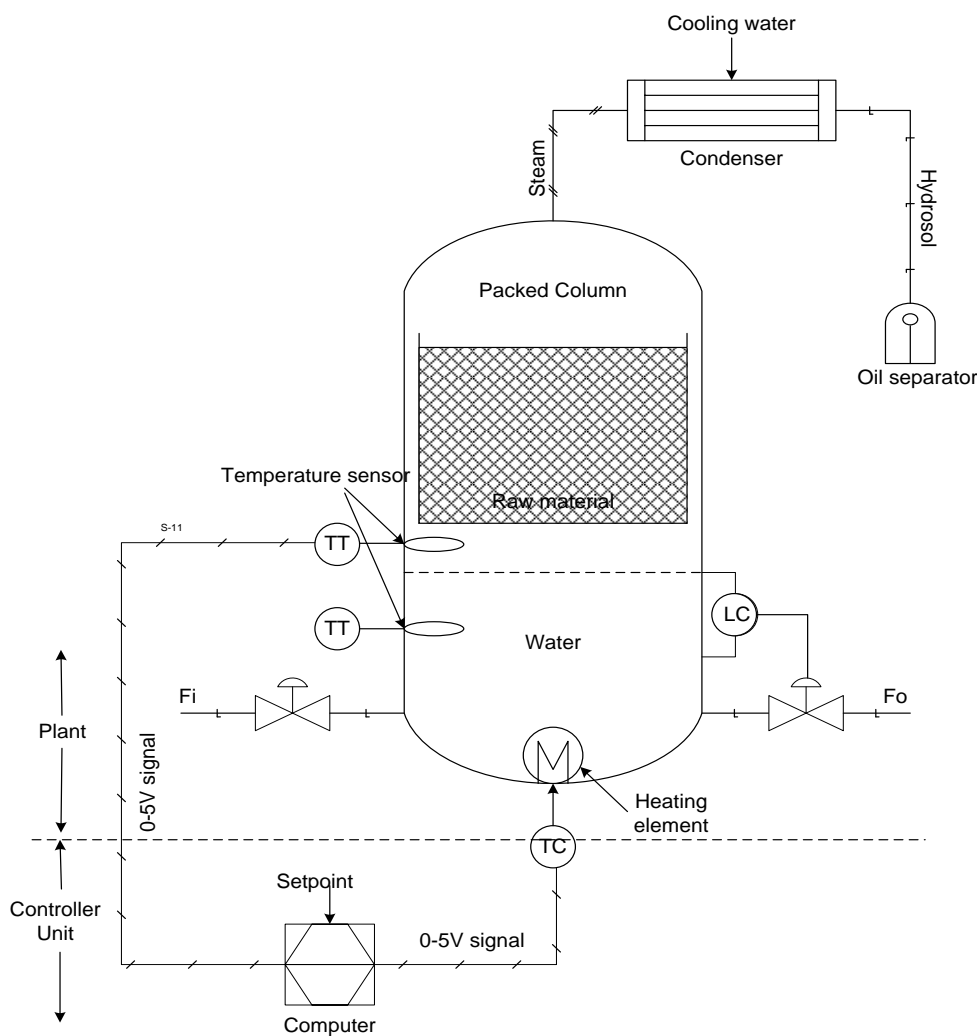 Cooling water
Condenser
Steam
Hydrosol
Packed Column
Oil separator
Temperature sensor
Raw material
S-11
TT
TT
LC
Water
Fi
Fo
Plant
0-5V signal
Heating
element
TC
Setpoint
Controller
Unit
0-5V signal
Computer